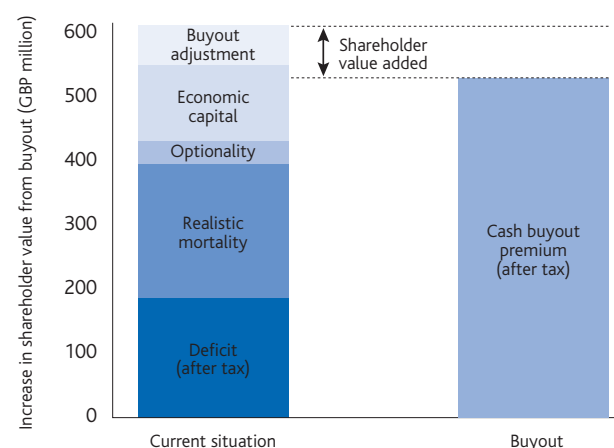 Increase in shareholder value from buyout (GBP million)
600
500
400
300
200
100
0
Buyout
adjustment
Economic
capital
Optionality
Realistic
mortality
Deficit
(after tax)
Shareholder
value added
Cash buyout
premium
(after tax)
Current situation
Buyout